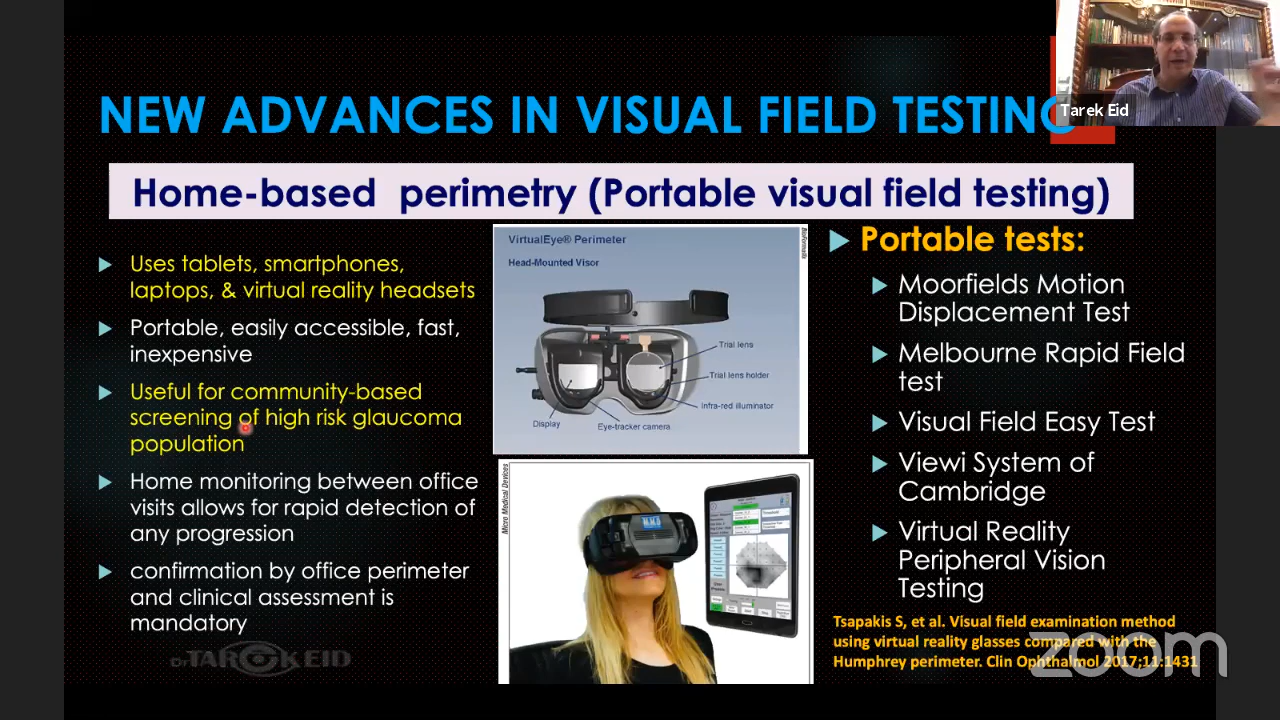 NEW ADVANCES IN VISUAL FIELD TESTING
Tarek Eid
Home-based perimetry (Portable visual field testing)
Uses tablets, smartphones,
laptops, & virtual reality headsets
Portable, easily accessible, fast,
inexpensive
Useful for community-based
screening of high risk glaucoma
population
Home monitoring between office
visits allows for rapid detection of
any progression
confirmation by office perimeter
and clinical assessment is
mandatory
Dr TAREK EID
VirtualEye® Perimeter
Head-Mounted Visor
Trial lens
Trial lens holder
Infra-red illuminator
Display
Eye-tracker camera
Micro Medical Devices
MMD
Portable tests:
Moorfields Motion
Displacement Test
Melbourne Rapid Field
test
Visual Field Easy Test
Viewi System of
Cambridge
Virtual Reality
Peripheral Vision
Testing
Tsapakis S, et al. Visual field examination method
using virtual reality glasses compared with the
Humphrey perimeter. Clin Ophthalmol 2017;11:1431
zoom